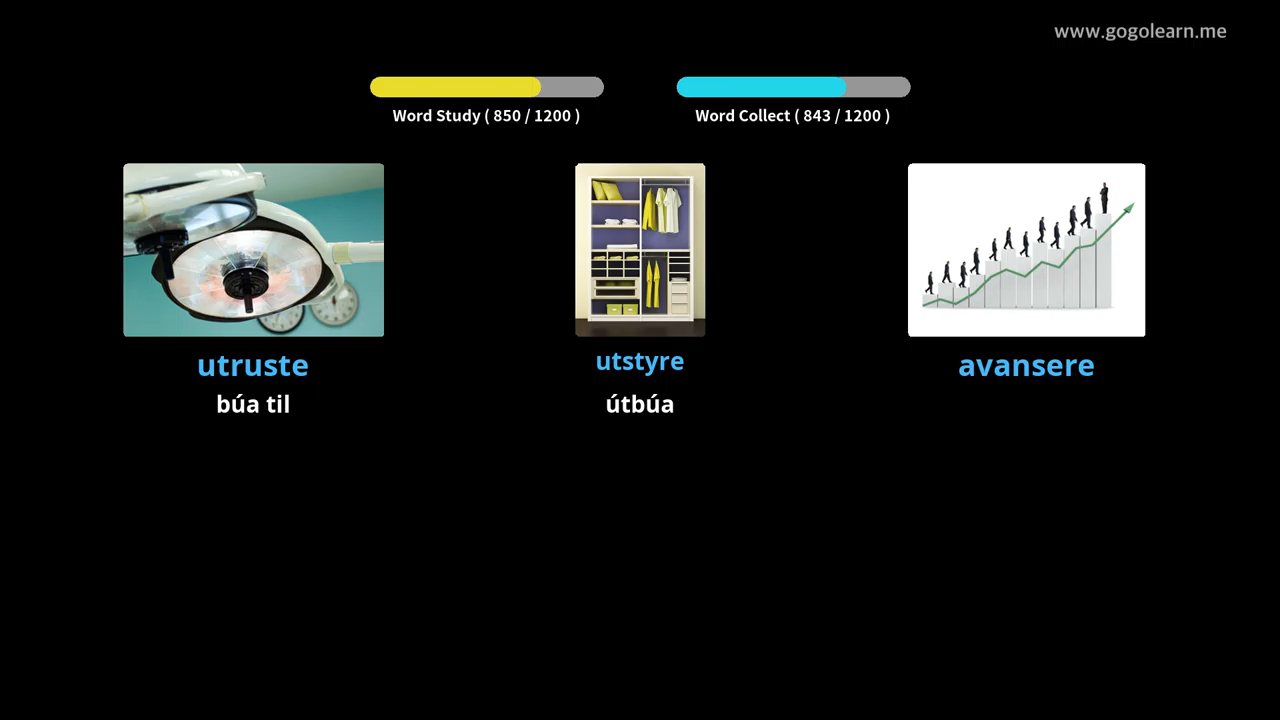 www.gogolearn.me
Word Study ( 850 / 1200 )
Word Collect ( 843 / 1200 )
utruste
utstyre
avansere
búa til
útbúa